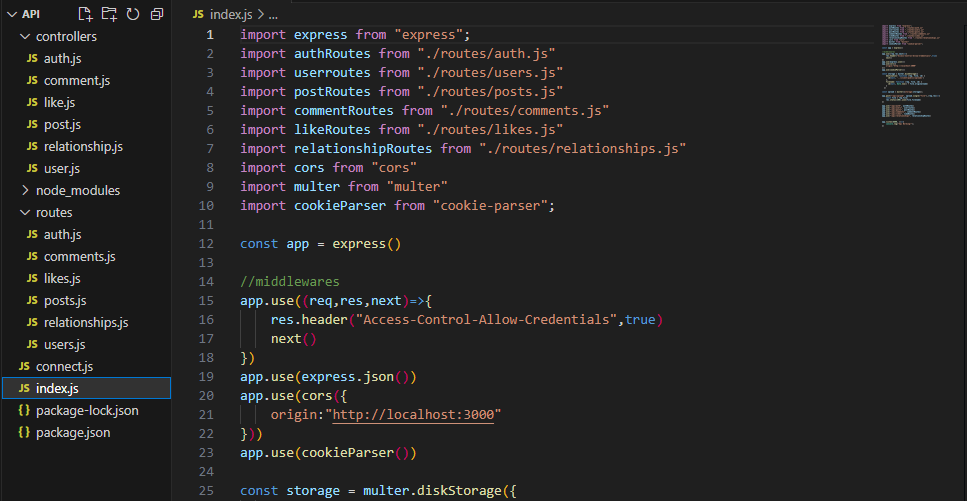 API
controllers
JS auth.js
JS comment.js
JS like.js
JS post.js
JS relationship.js
JS user.js
node_modules
routes
JS auth.js
JS comments.js
JS likes.js
JS posts.js
JS relationships.js
JS users.js
JS connect.js
JS index.js
{} package-lock.json
{} package.json
JS index.js > ...
1 import express from "express";
2 import authRoutes from "./routes/auth.js"
3 import userroutes from "./routes/users.js"
4 import postRoutes from "./routes/posts.js"
5 import commentRoutes from "./routes/comments.js"
6 import likeRoutes from "./routes/likes.js"
7 import relationshipRoutes from "./routes/relationships.js"
8 import cors from "cors"
9 import multer from "multer"
10 import cookieParser from "cookie-parser";
11
12 const app = express()
13
14 //middlewares
15 app.use((req,res,next)=>{
16     res.header("Access-Control-Allow-Credentials",true)
17     next()
18 })
19 app.use(express.json())
20 app.use(cors({
21     origin:"http://localhost:3000"
22 }))
23 app.use(cookieParser())
24
25 const storage = multer.diskStorage({